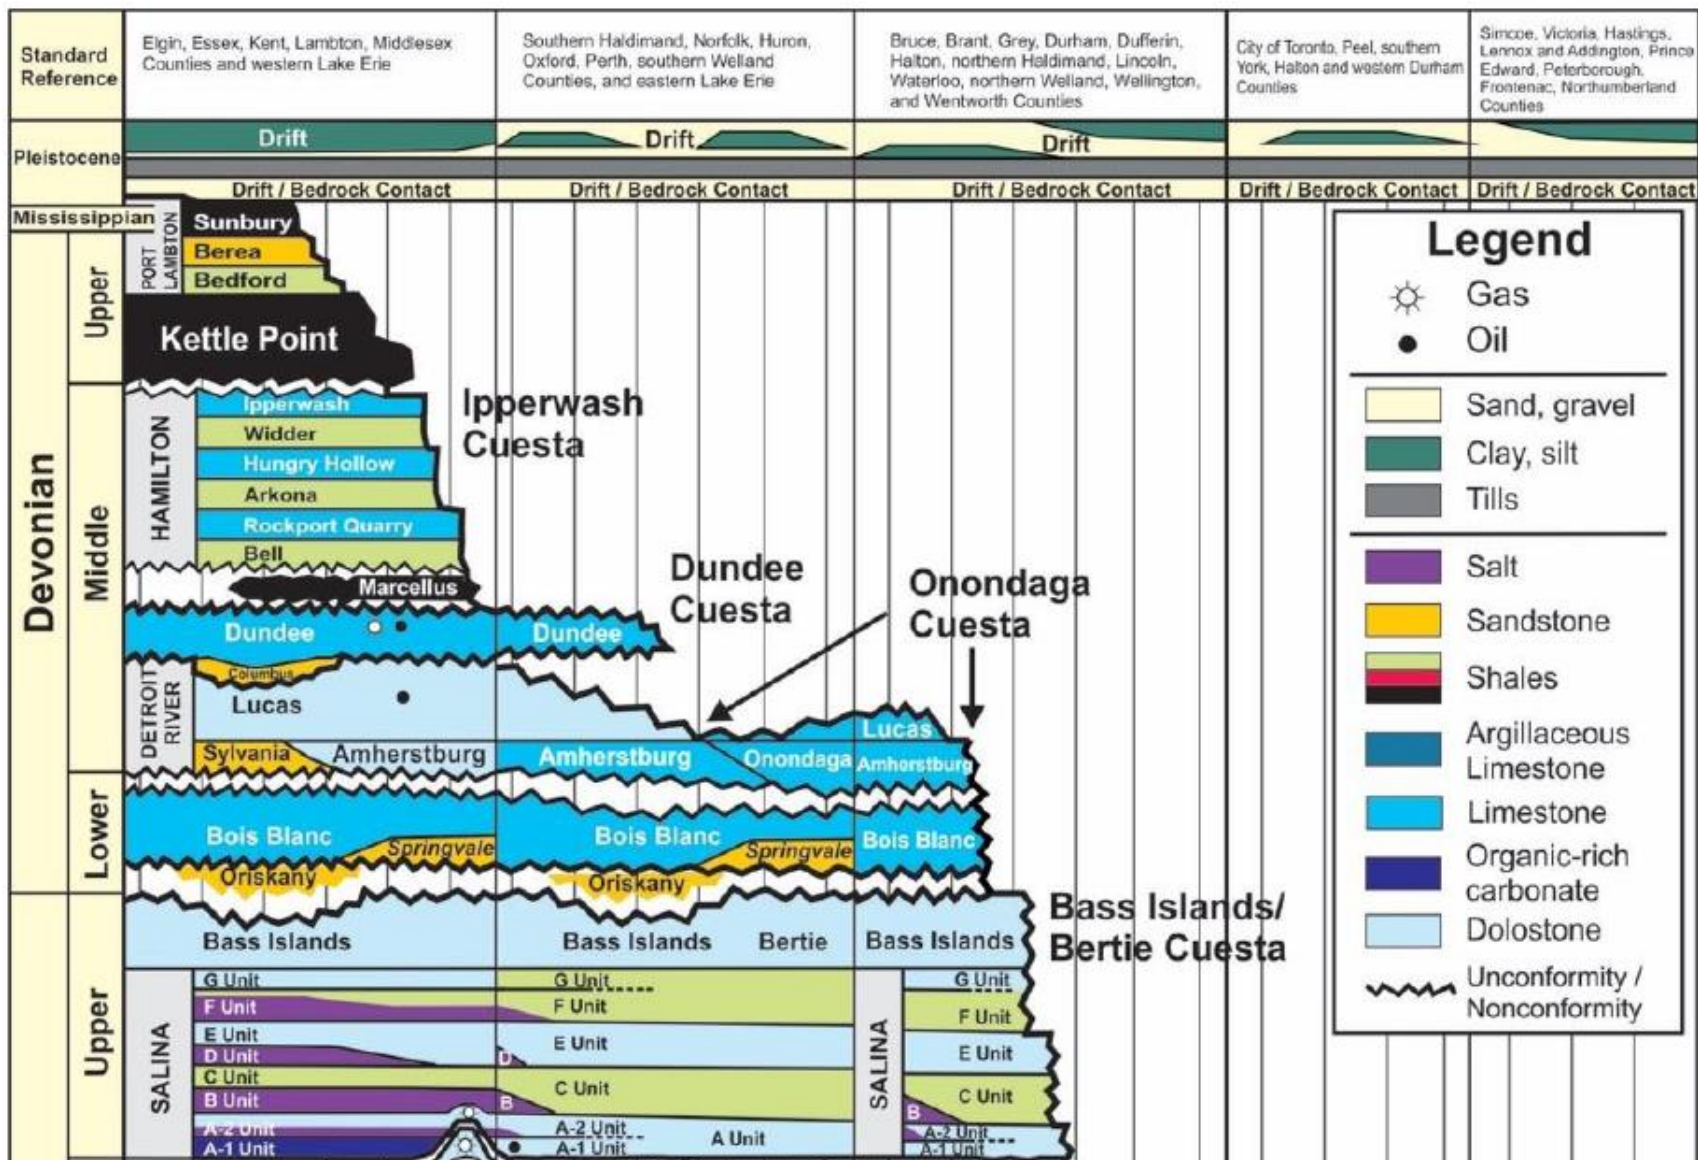 Standard
Reference
Elgin, Essex, Kent, Lambton, Middlesex
Counties and western Lake Erie
Southern Haldimand, Norfolk, Huron,
Oxford, Perth, southern Welland
Counties, and eastern Lake Erie
Bruce, Brant, Grey, Durham, Dufferin,
Halton, northern Haldimand, Lincoln,
Waterloo, northern Welland, Wellington,
and Wentworth Counties
City of Toronto, Peel, southern
York, Halton and western Durham
Counties
Simcoe, Victoria, Hastings,
Lennox and Addington, Prince
Edward, Peterborough,
Frontenac, Northumberland
Counties
Pleistocene
Drift
Drift
Drift
Drift / Bedrock Contact
Drift / Bedrock Contact
Drift / Bedrock Contact
Drift / Bedrock Contact
Drift / Bedrock Contact
Mississippian
Devonian
Upper
PORT
LAMBTON
Sunbury
Berea
Bedford
Kettle Point
Middle
HAMILTON
Ipperwash
Widder
Hungry Hollow
Arkona
Rockport Quarry
Bell
Marcellus
Ipperwash
Cuesta
Dundee
Dundee
Dundee
Cuesta
Onondaga
Cuesta
DETROIT
RIVER
Columbus
Lucas
Lucas
Sylvania
Amherstburg
Amherstburg
Onondaga
Amherstburg
Lower
Bois Blanc
Springvale
Bois Blanc
Springvale
Bois Blanc
Oriskany
Oriskany
Upper
Bass Islands
Bass Islands
Bertie
Bass Islands
Bass Islands/
Bertie Cuesta
SALINA
G Unit
F Unit
E Unit
D Unit
C Unit
B Unit
A-2 Unit
A-1 Unit
G Unit
F Unit
E Unit
D
C Unit
B
A-2 Unit
A-1 Unit
A Unit
SALINA
G Unit
F Unit
E Unit
C Unit
B
A-2 Unit
A-1 Unit
Legend
Gas
Oil
Sand, gravel
Clay, silt
Tills
Salt
Sandstone
Shales
Argillaceous
Limestone
Limestone
Organic-rich
carbonate
Dolostone
Unconformity /
Nonconformity